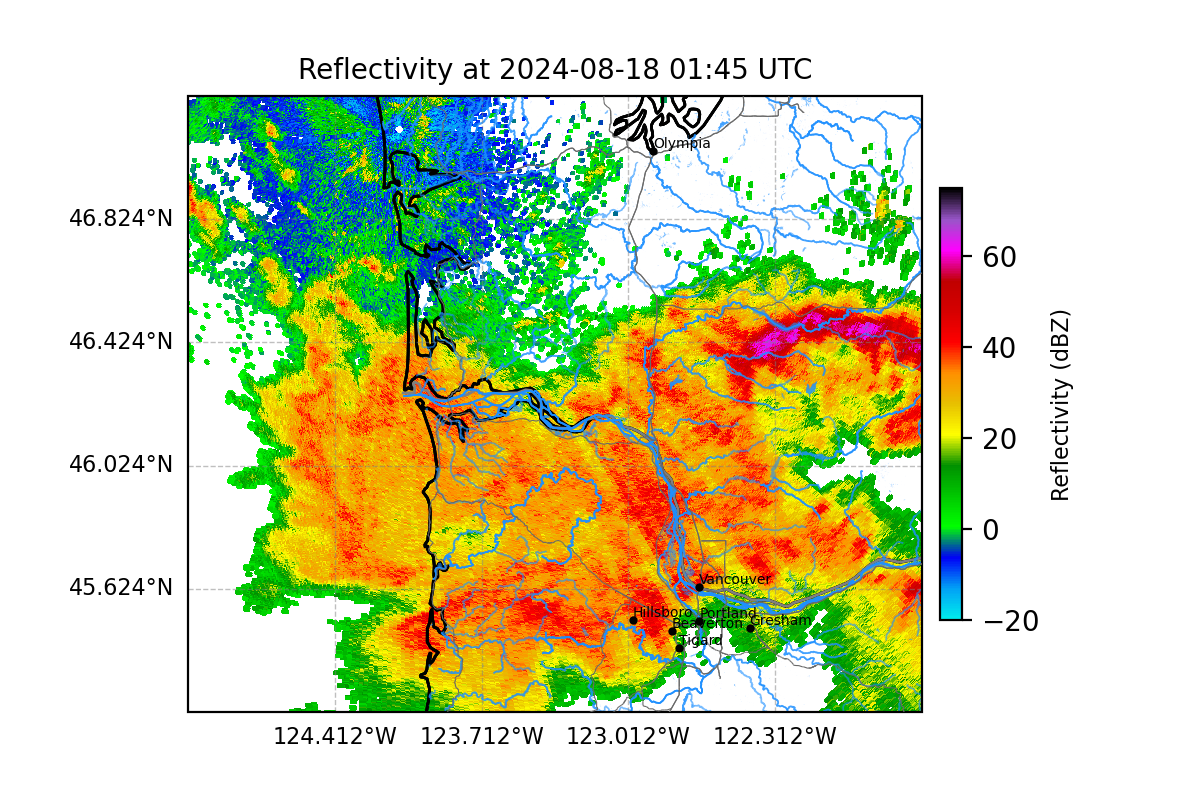 Reflectivity at 2024-08-18 01:45 UTC
Olympia
46.824°N
46.424°N
46.024°N
45.624°N
Vancouver
Hillsboro
Portland
Beaverton
Gresham
Tigard
124.412°W
123.712°W
123.012°W
122.312°W
60
40
20
0
−20
Reflectivity (dBZ)